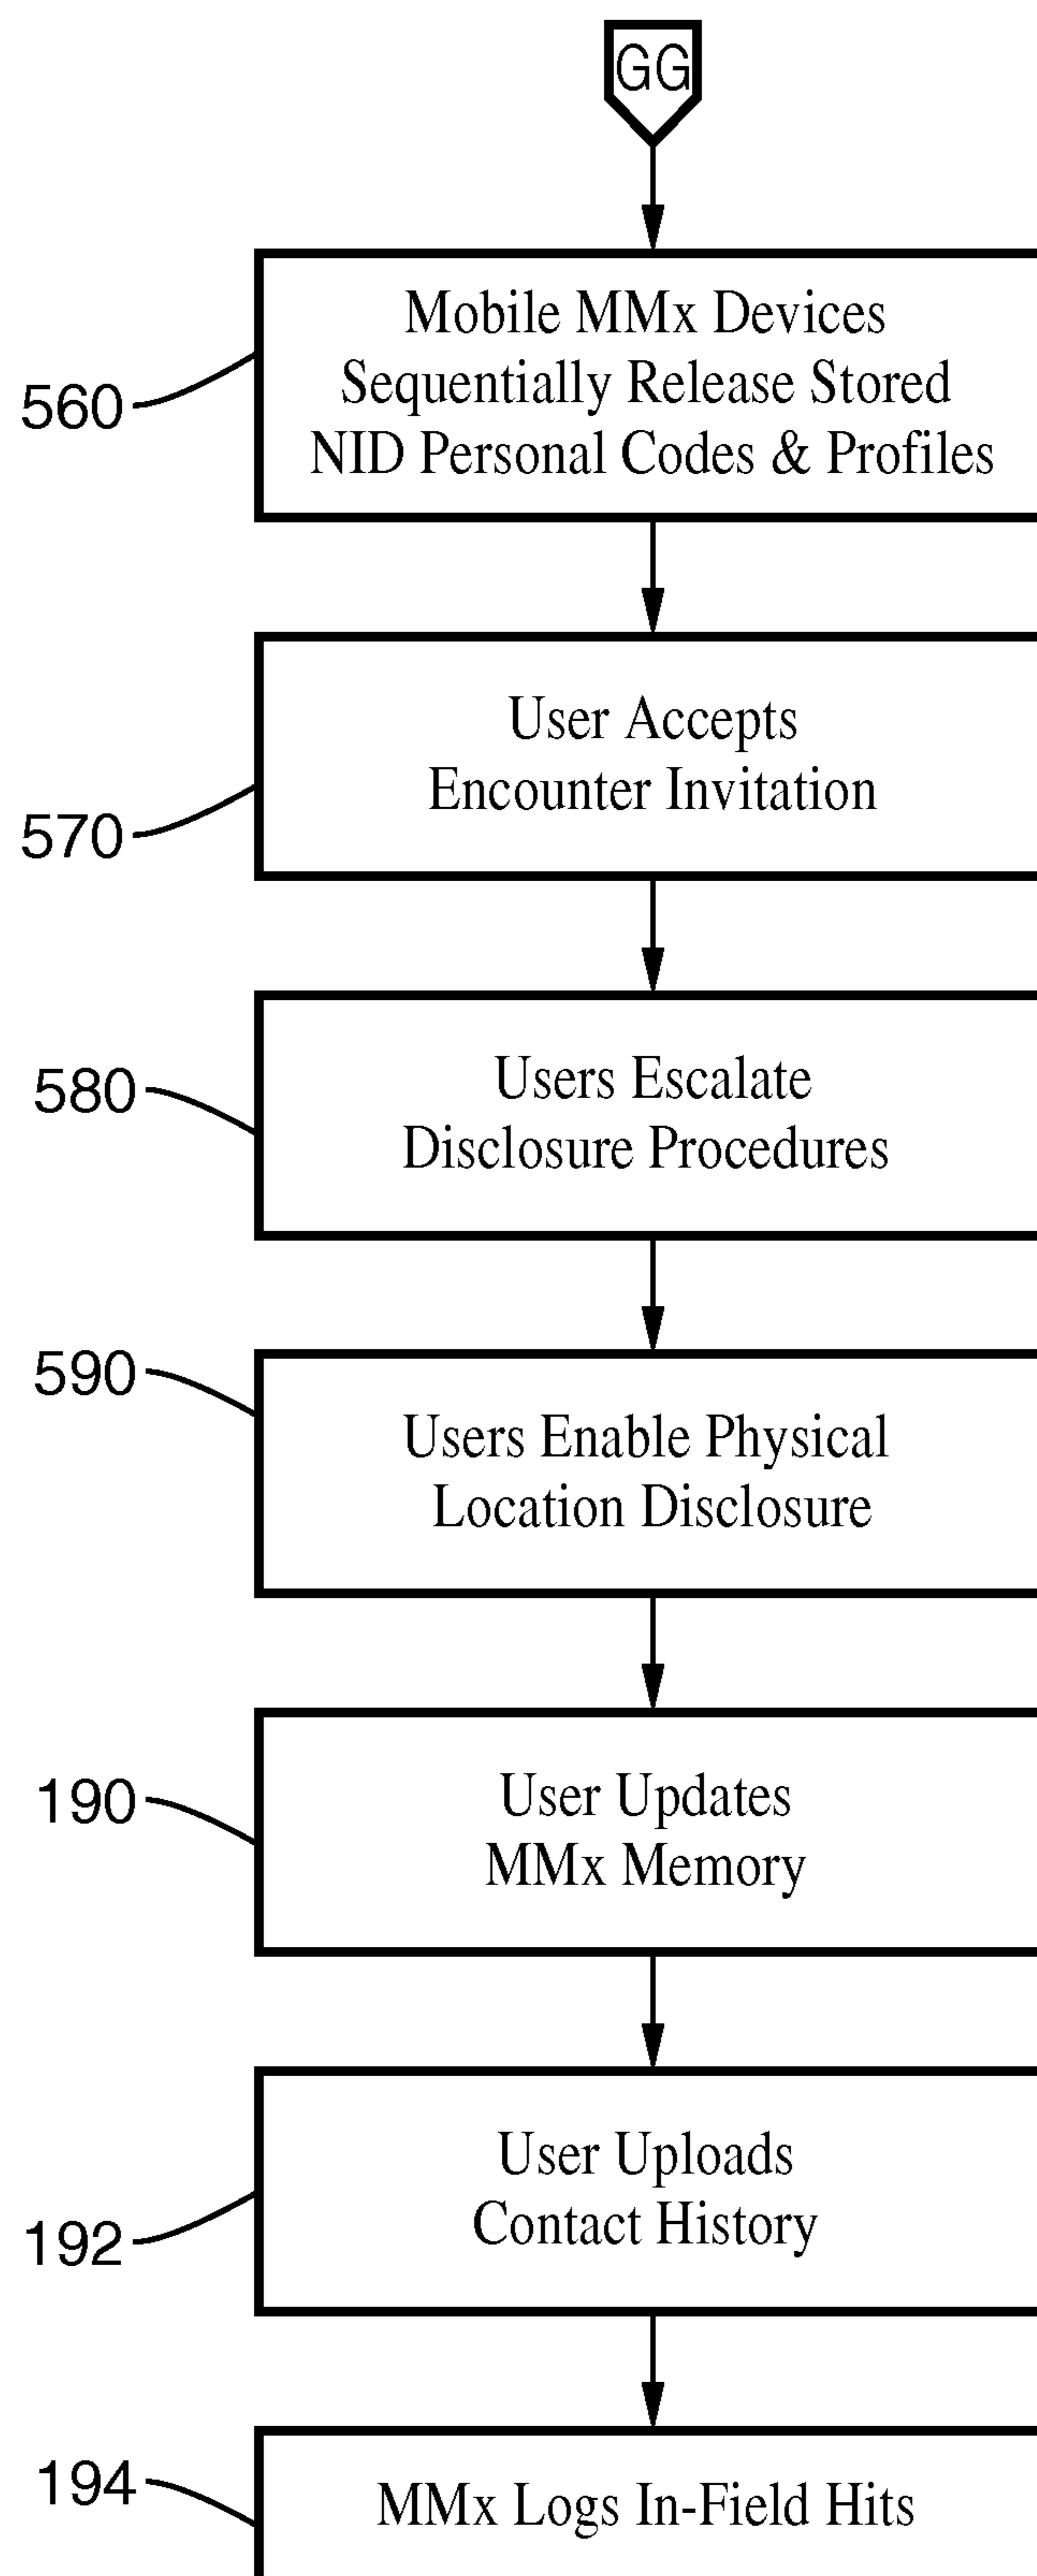 GG
Mobile MMx Devices
Sequentially Release Stored
NID Personal Codes & Profiles
560
User Accepts
Encounter Invitation
570
Users Escalate
Disclosure Procedures
580
Users Enable Physical
Location Disclosure
590
User Updates
MMx Memory
190
User Uploads
Contact History
192
MMx Logs In-Field Hits
194